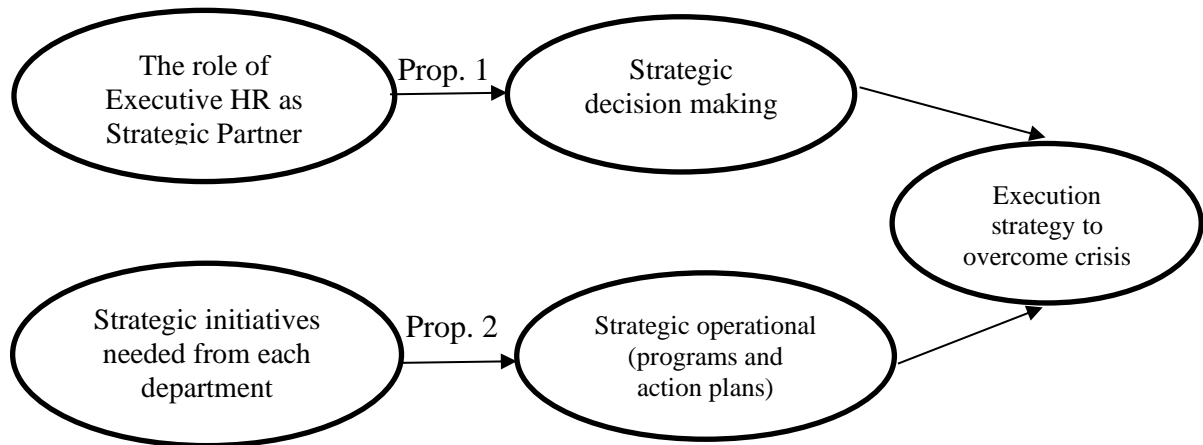 The role of
Executive HR as
Strategic Partner
Prop. 1
Strategic
decision making
Execution
strategy to
overcome crisis
Strategic initiatives
needed from each
department
Prop. 2
Strategic operational
(programs and
action plans)